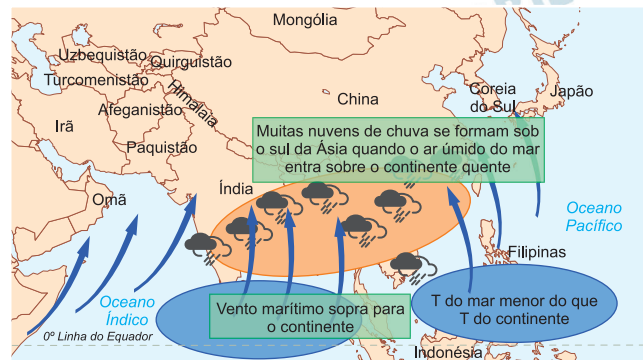 Mongólia
Uzbequistão
Quirguistão
Turcomenistão
Himalaia
Afeganistão
China
Coreia
do Sul
Japão
Irã
Paquistão
Muitas nuvens de chuva se formam sob
o sul da Ásia quando o ar úmido do mar
entra sobre o continente quente
Omã
Índia
Oceano
Pacífico
Filipinas
Oceano
Índico
Vento marítimo sopra para
o continente
T do mar menor do que
T do continente
0º Linha do Equador
Indonésia